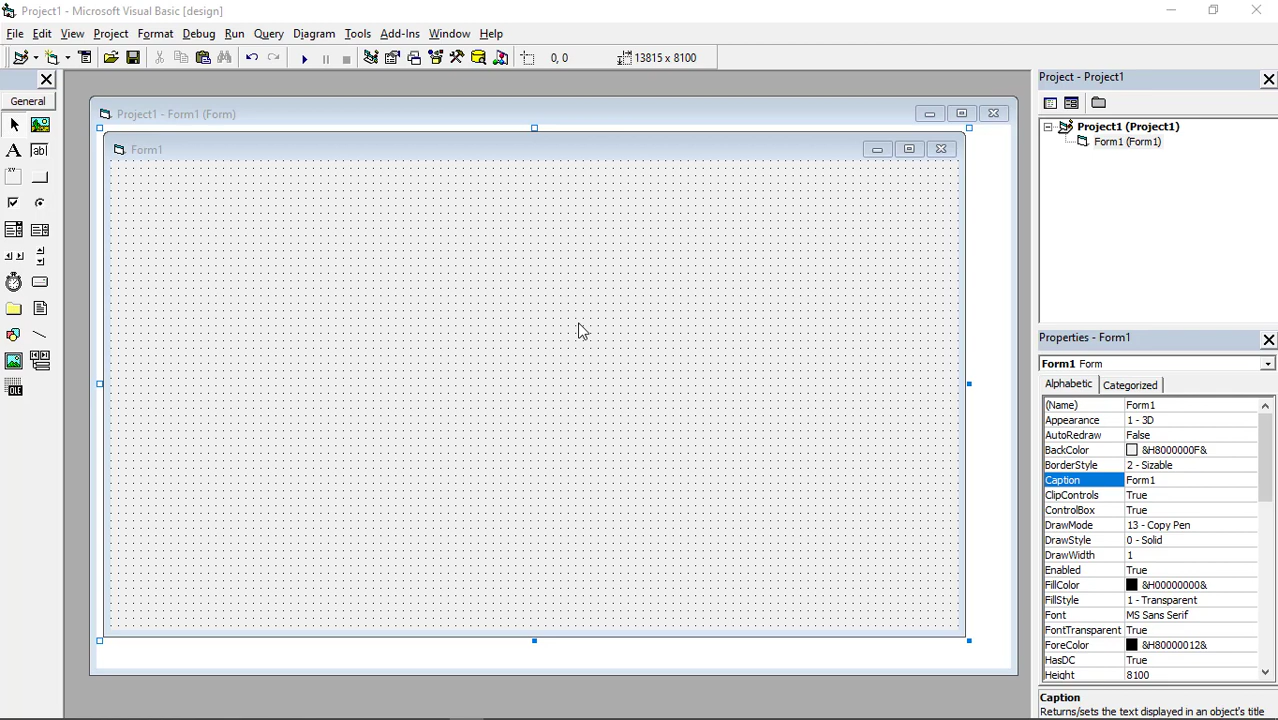 Project1 - Microsoft Visual Basic [design]
File Edit View Project Format Debug Run Query Diagram Tools Add-Ins Window Help
0, 0 13815 x 8100
General
A ab|
XY
OLE
Project1 - Form1 (Form)
Form1
Project - Project1
Project1 (Project1)
Form1 (Form1)
Properties - Form1
Form1 Form
Alphabetic Categorized
(Name) Form1
Appearance 1 - 3D
AutoRedraw False
BackColor &H8000000F&
BorderStyle 2 - Sizable
Caption Form1
ClipControls True
ControlBox True
DrawMode 13 - Copy Pen
DrawStyle 0 - Solid
DrawWidth 1
Enabled True
FillColor &H00000000&
FillStyle 1 - Transparent
Font MS Sans Serif
FontTransparent True
ForeColor &H80000012&
HasDC True
Height 8100
Caption
Returns/sets the text displayed in an object's title